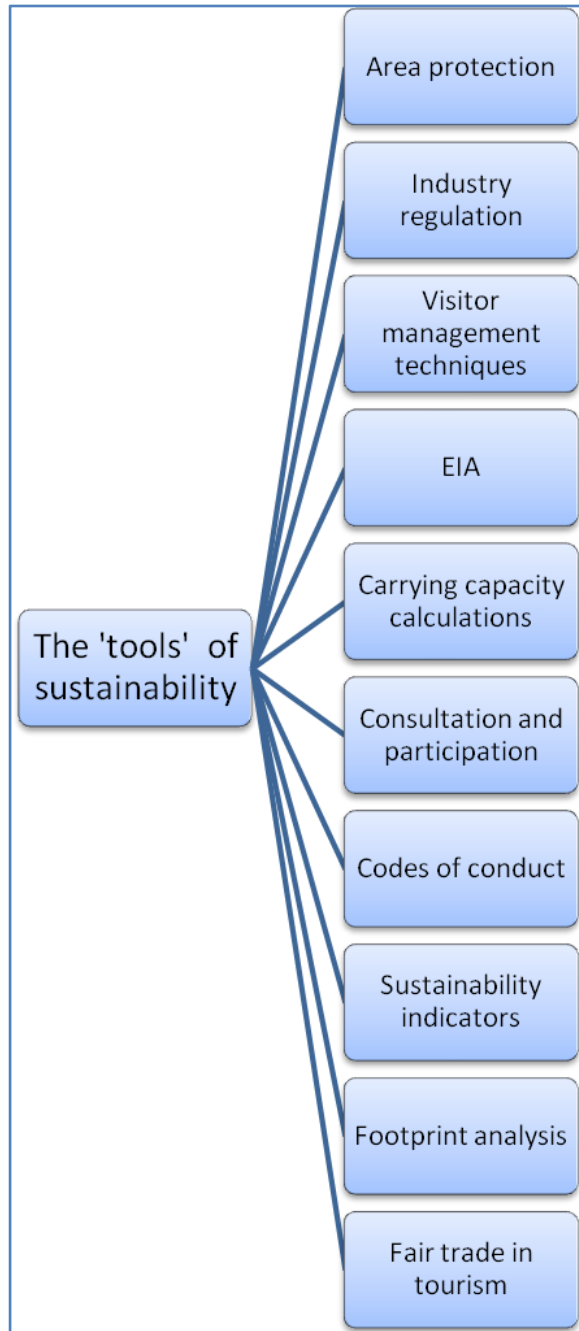 Area protection
Industry
regulation
Visitor
management
techniques
EIA
Carrying capacity
calculations
The 'tools' of
sustainability
Consultation and
participation
Codes of conduct
Sustainability
indicators
Footprint analysis
Fair trade in
tourism